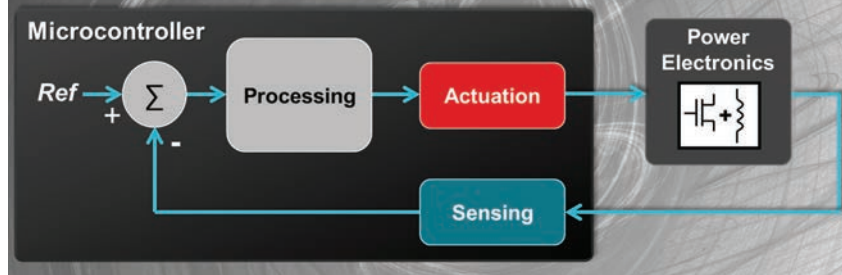 Microcontroller
Power
Electronics
Ref
+
Σ
-
Processing
Actuation
+
Sensing